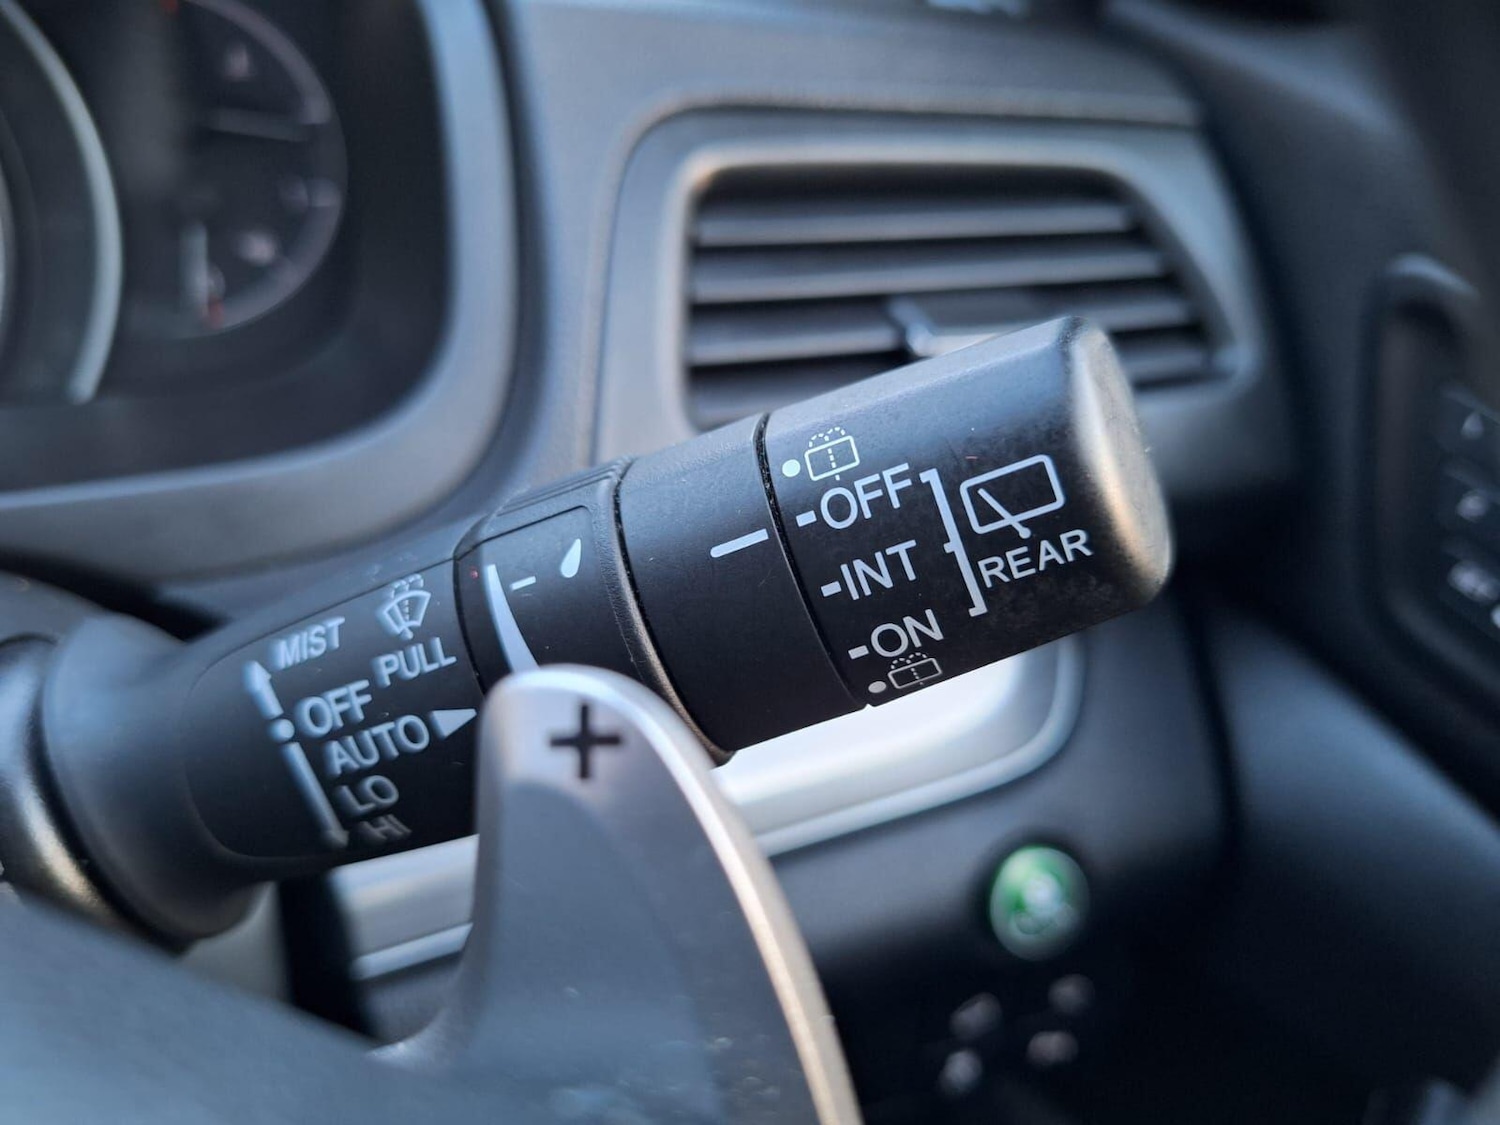 MIST
PULL
OFF
AUTO
LO
HI
+
OFF
INT
ON
REAR